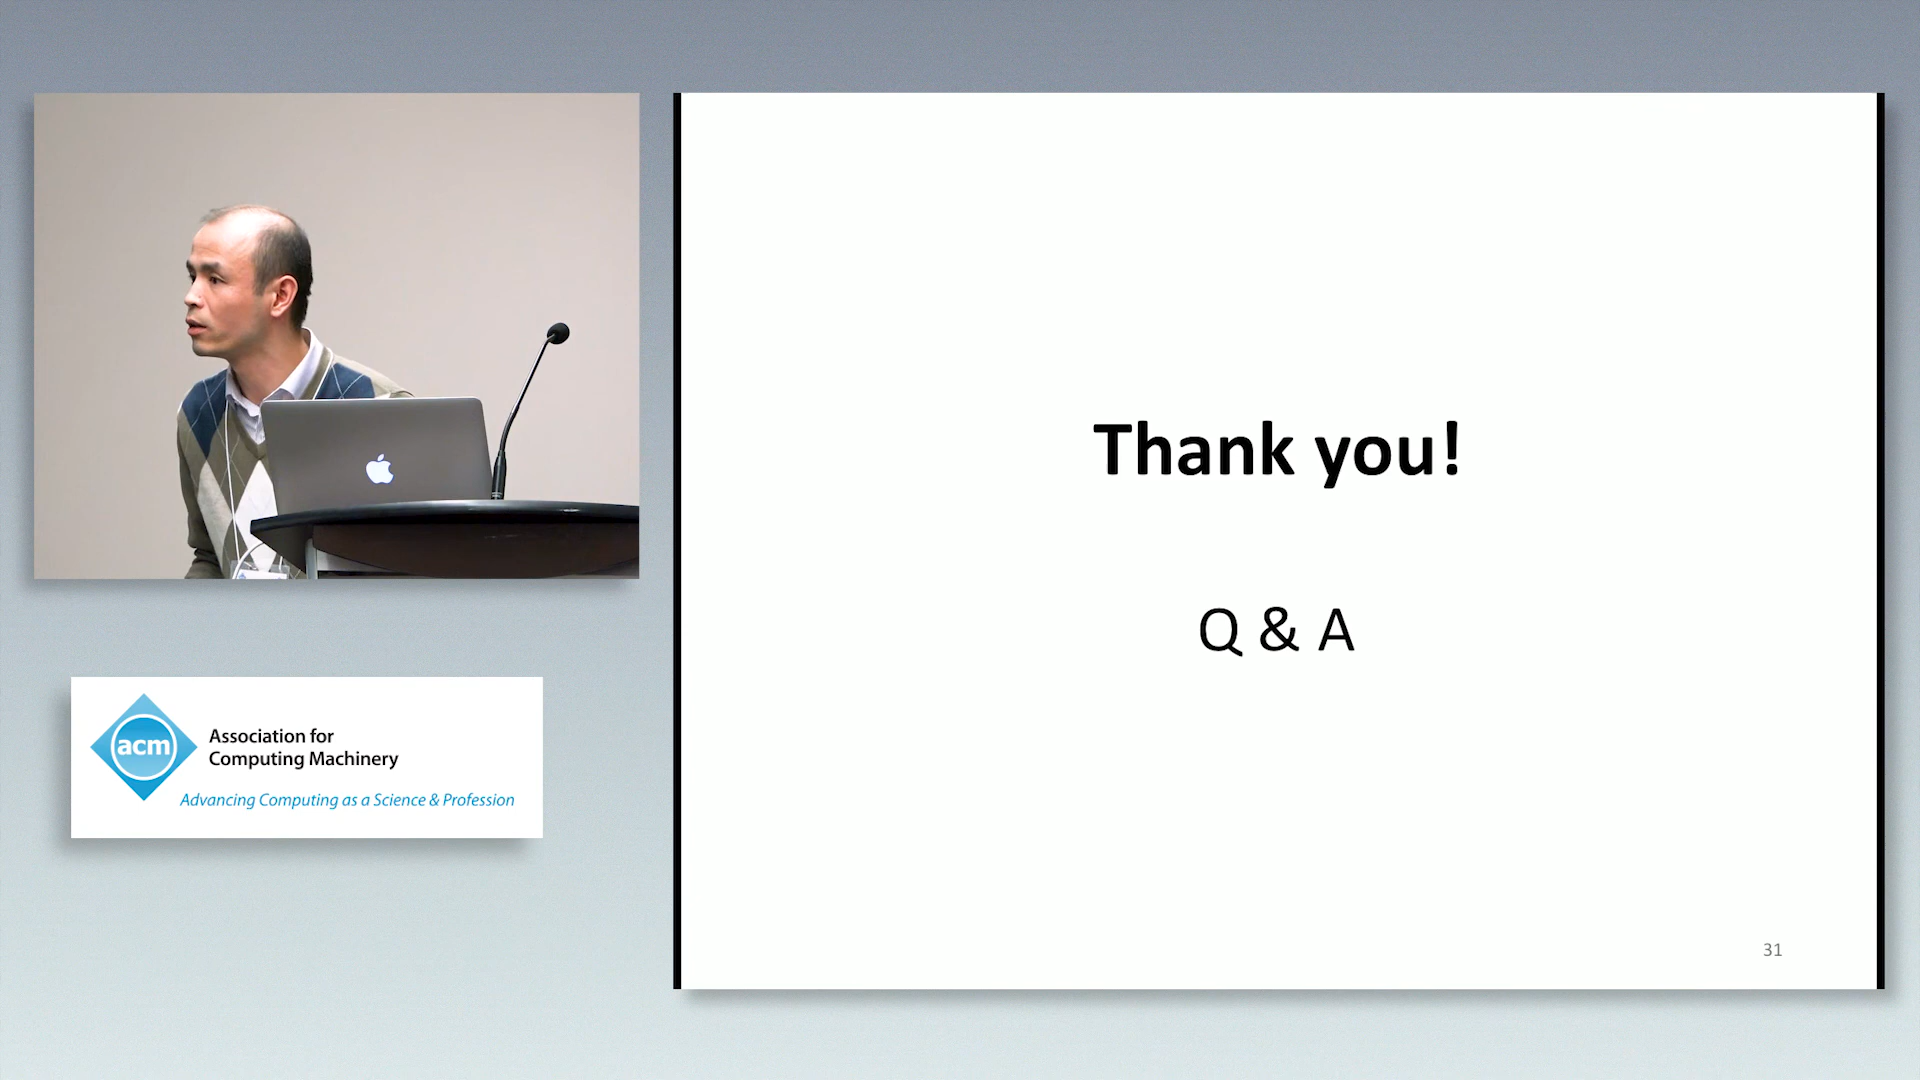 Thank you!
Q & A
31
acm
Association for
Computing Machinery
Advancing Computing as a Science & Profession